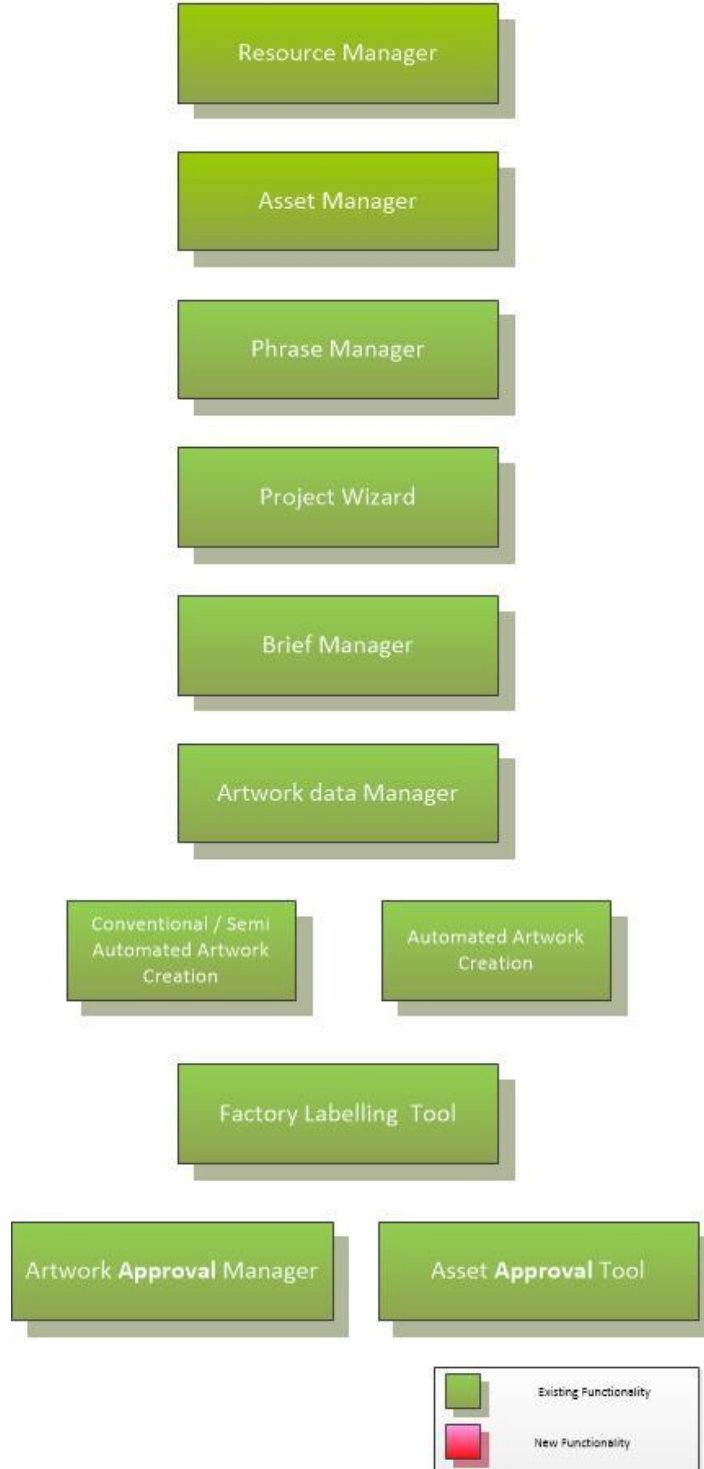 Resource Manager
Asset Manager
Phrase Manager
Project Wizard
Brief Manager
Artwork data Manager
Conventional / Semi
Automated Artwork
Creation
Automated Artwork
Creation
Factory Labelling Tool
Artwork Approval Manager
Asset Approval Tool
Existing Functionality
New Functionality